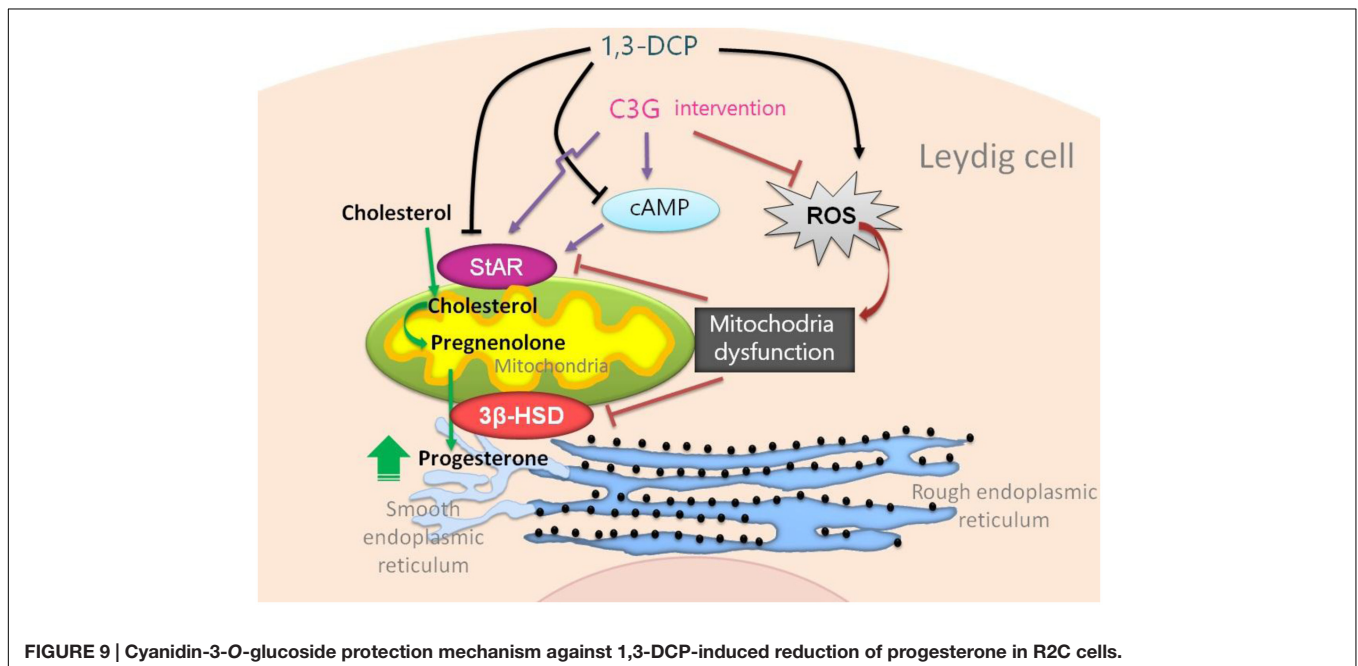 1,3-DCP
C3G intervention
Leydig cell
Cholesterol
cAMP
ROS
StAR
Cholesterol
Pregnenolone
Mitochondria
Mitochodria
dysfunction
3β-HSD
Progesterone
Smooth
endoplasmic
reticulum
Rough endoplasmic
reticulum
FIGURE 9 | Cyanidin-3-O-glucoside protection mechanism against 1,3-DCP-induced reduction of progesterone in R2C cells.